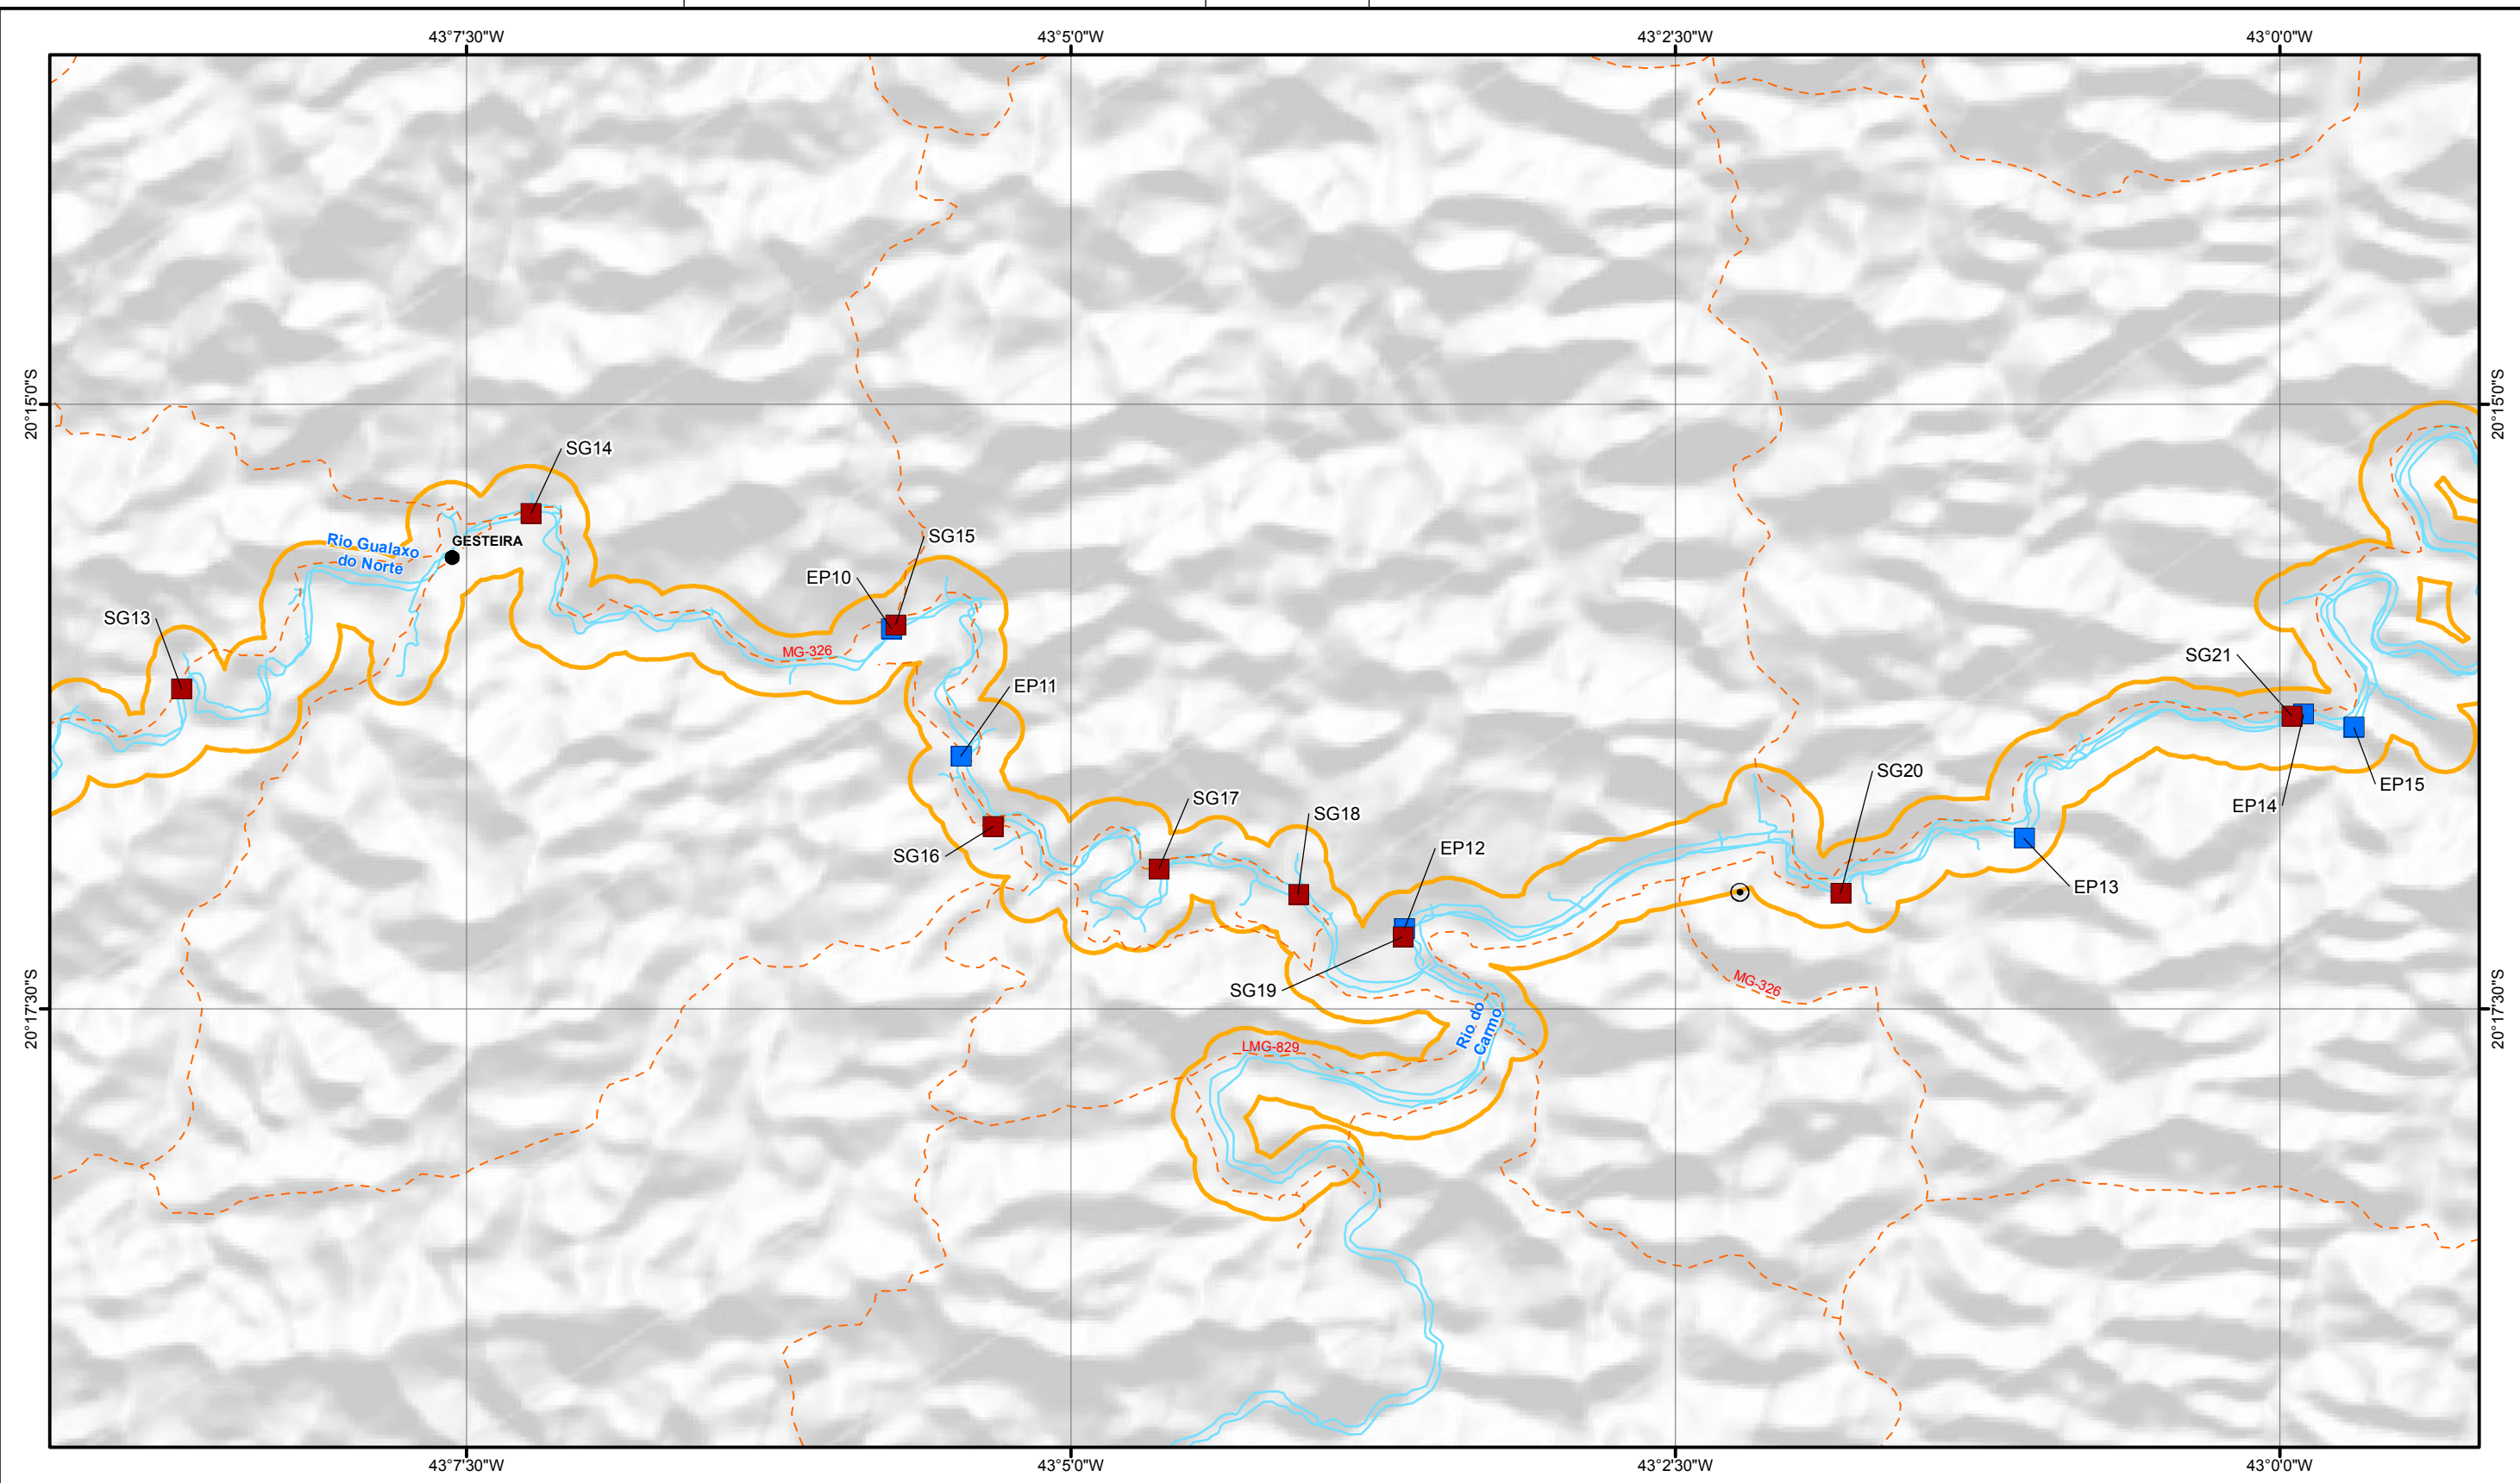 43°7'30"W
43°5'0"W
43°2'30"W
43°0'0"W
20°15'0"S
20°15'0"S
SG14
Rio Gualaxo
do Norte
GESTEIRA
SG15
EP10
SG13
MG-326
SG21
EP11
EP15
EP14
SG20
SG17
SG18
EP12
SG16
EP13
SG19
MG-326
20°17'30"S
20°17'30"S
Rio do
Carmo
LMG-829
43°7'30"W
43°5'0"W
43°2'30"W
43°0'0"W